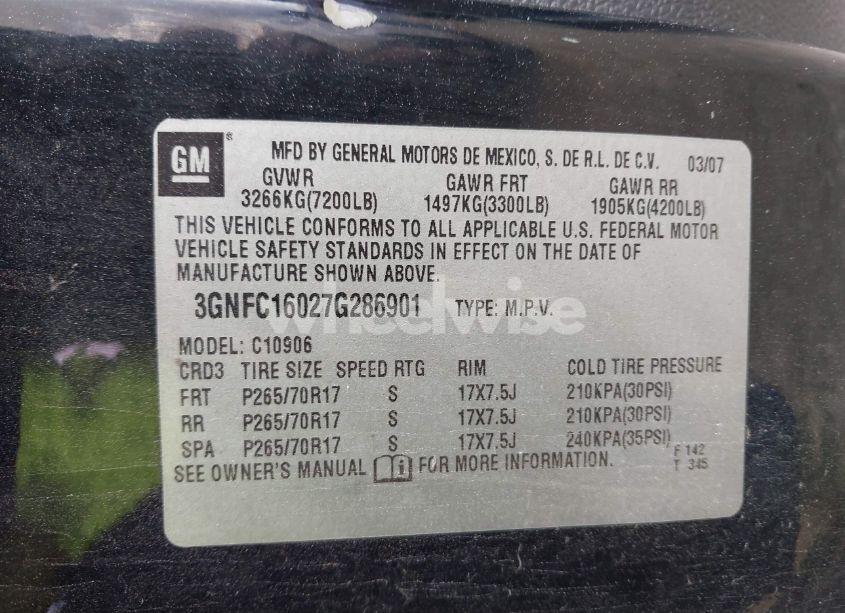 GM® MFD BY GENERAL MOTORS DE MEXICO, S. DE R.L. DE C.V. 03/07
GVWR GAWR FRT GAWR RR
3266KG(7200LB) 1497KG(3300LB) 1905KG(4200LB)
THIS VEHICLE CONFORMS TO ALL APPLICABLE U.S. FEDERAL MOTOR
VEHICLE SAFETY STANDARDS IN EFFECT ON THE DATE OF
MANUFACTURE SHOWN ABOVE.
3GNFC16027G286901 TYPE: M.P.V.
wheelwise
MODEL: C10906
CRD3 TIRE SIZE SPEED RTG RIM COLD TIRE PRESSURE
FRT P265/70R17 S 17X7.5J 210KPA(30PSI)
RR P265/70R17 S 17X7.5J 210KPA(30PSI)
SPA P265/70R17 S 17X7.5J 240KPA(35PSI)
SEE OWNER'S MANUAL i FOR MORE INFORMATION.
F 142
T 345